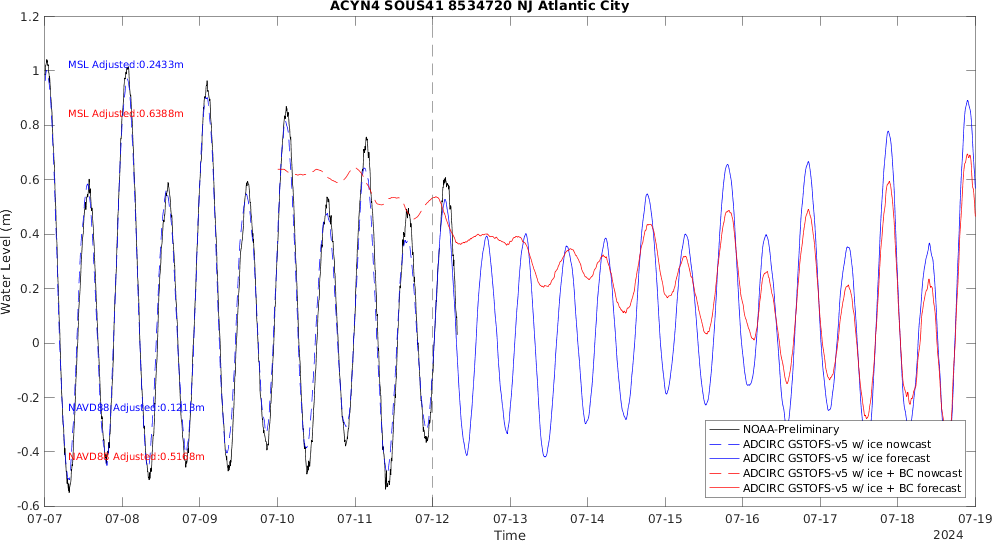 ACYN4 SOUS41 8534720 NJ Atlantic City
Water Level (m)
1.2
1
0.8
0.6
0.4
0.2
0
-0.2
-0.4
-0.6
MSL Adjusted:0.2433m
MSL Adjusted:0.6388m
NAVD88 Adjusted:0.1213m
NAVD88 Adjusted:0.5168m
NOAA-Preliminary
ADCIRC GSTOFS-v5 w/ ice nowcast
ADCIRC GSTOFS-v5 w/ ice forecast
ADCIRC GSTOFS-v5 w/ ice + BC nowcast
ADCIRC GSTOFS-v5 w/ ice + BC forecast
07-07 07-08 07-09 07-10 07-11 07-12 07-13 07-14 07-15 07-16 07-17 07-18 07-19
Time
2024